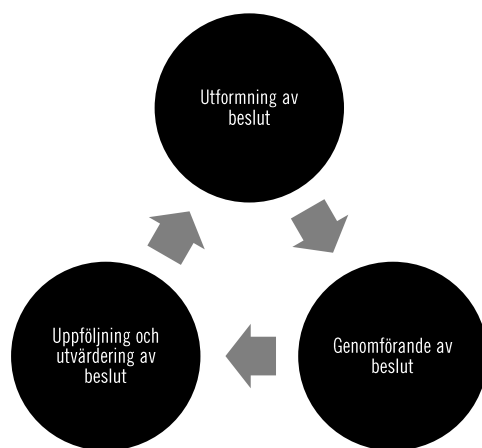 Utformning av
beslut
Genomförande av
beslut
Uppföljning och
utvärdering av
beslut